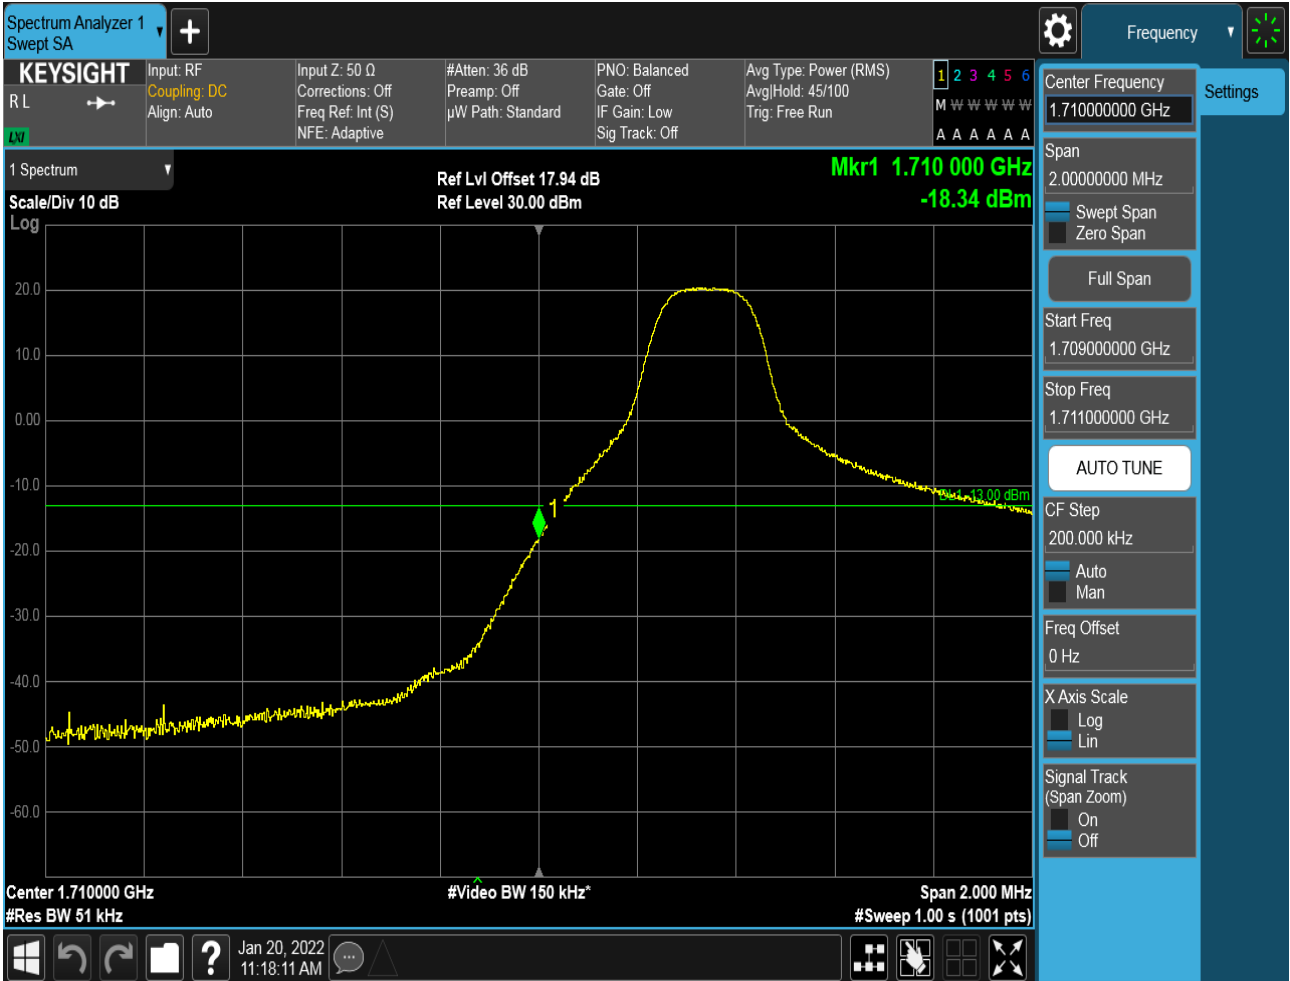 Spectrum Analyzer 1
Swept SA
Frequency
KEYSIGHT
R L
LXI
Input: RF
Coupling: DC
Align: Auto
Input Z: 50 Ω
Corrections: Off
Freq Ref: Int (S)
NFE: Adaptive
#Atten: 36 dB
Preamp: Off
µW Path: Standard
PNO: Balanced
Gate: Off
IF Gain: Low
Sig Track: Off
Avg Type: Power (RMS)
Avg|Hold: 45/100
Trig: Free Run
1 2 3 4 5 6
M W W W W W
A A A A A A
1 Spectrum
Scale/Div 10 dB
Log
Ref Lvl Offset 17.94 dB
Ref Level 30.00 dBm
Mkr1 1.710 000 GHz
-18.34 dBm
20.0
10.0
0.00
-10.0
-20.0
-30.0
-40.0
-50.0
-60.0
1
DL1 -13.00 dBm
Center 1.710000 GHz
#Res BW 51 kHz
#Video BW 150 kHz*
Span 2.000 MHz
#Sweep 1.00 s (1001 pts)
Jan 20, 2022
11:18:11 AM
Center Frequency
1.710000000 GHz
Settings
Span
2.00000000 MHz
Swept Span
Zero Span
Full Span
Start Freq
1.709000000 GHz
Stop Freq
1.711000000 GHz
AUTO TUNE
CF Step
200.000 kHz
Auto
Man
Freq Offset
0 Hz
X Axis Scale
Log
Lin
Signal Track
(Span Zoom)
On
Off